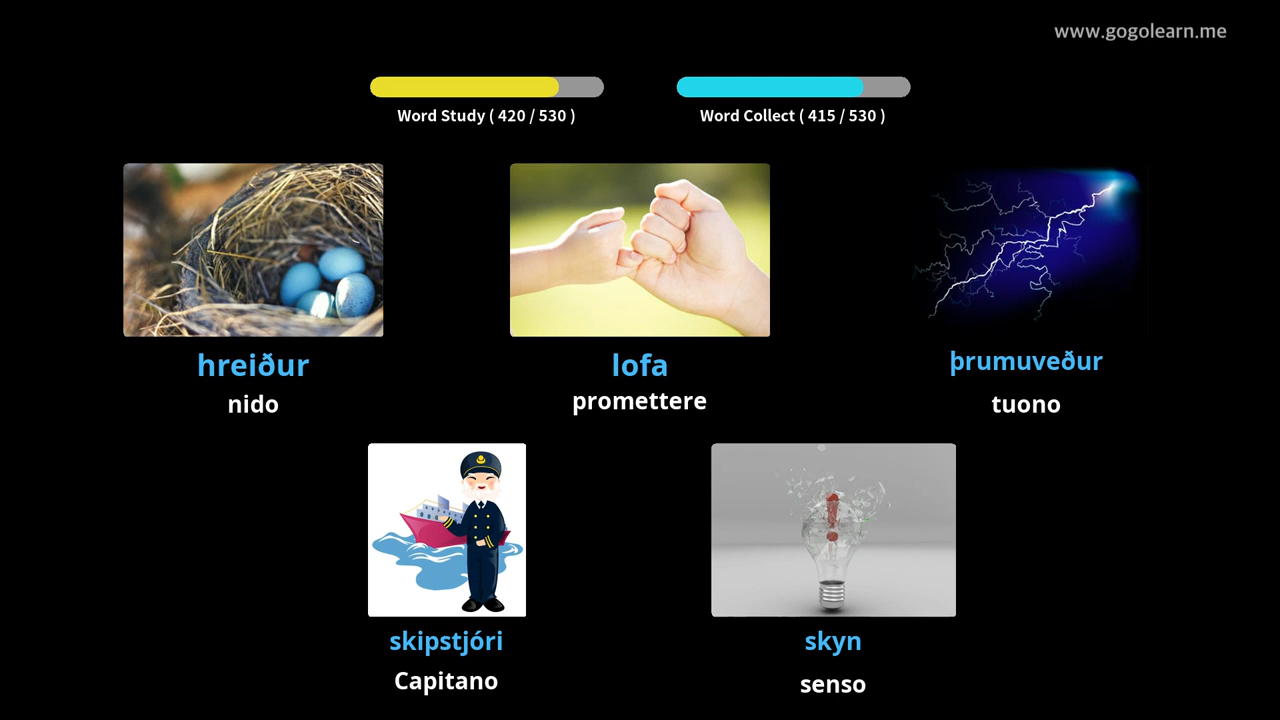 www.gogolearn.me
Word Study ( 420 / 530 )
Word Collect ( 415 / 530 )
hreiður
nido
lofa
promettere
þrumuveður
tuono
skipstjóri
Capitano
skyn
senso